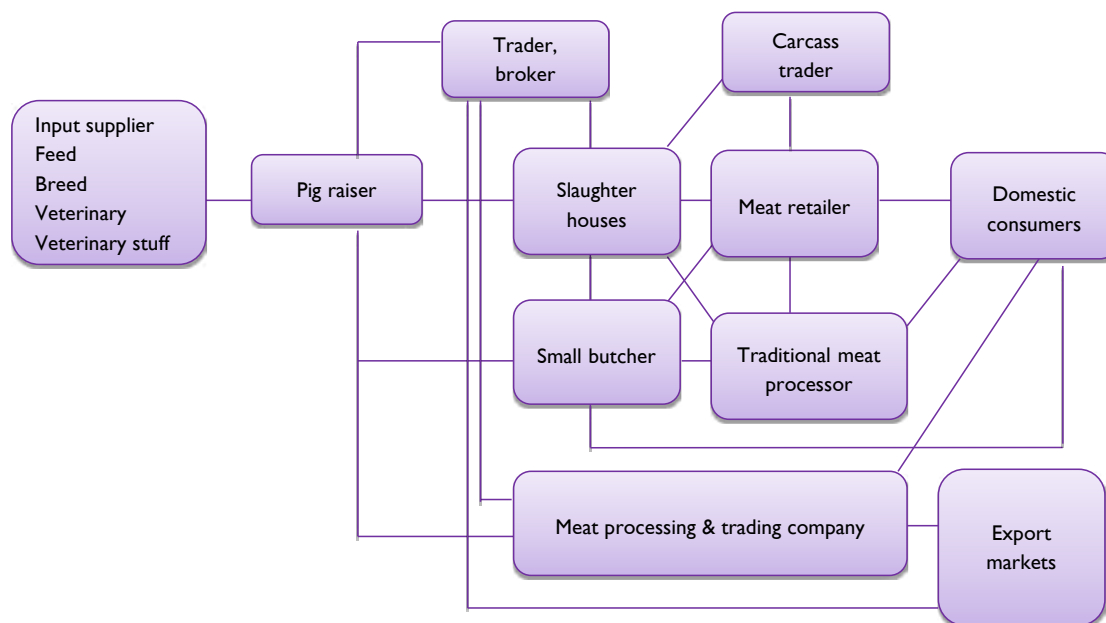 Trader,
broker
Carcass
trader
Input supplier
Feed
Breed
Veterinary
Veterinary stuff
Pig raiser
Slaughter
houses
Meat retailer
Domestic
consumers
Small butcher
Traditional meat
processor
Meat processing & trading company
Export
markets